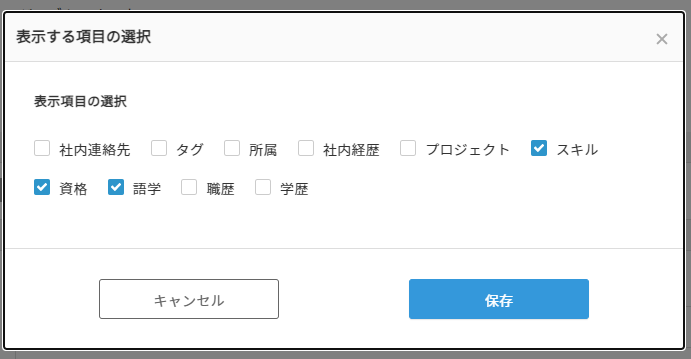 表示する項目の選択
表示項目の選択
社内連絡先 タグ 所属 社内経歴 プロジェクト スキル
資格 語学 職歴 学歴
キャンセル 保存